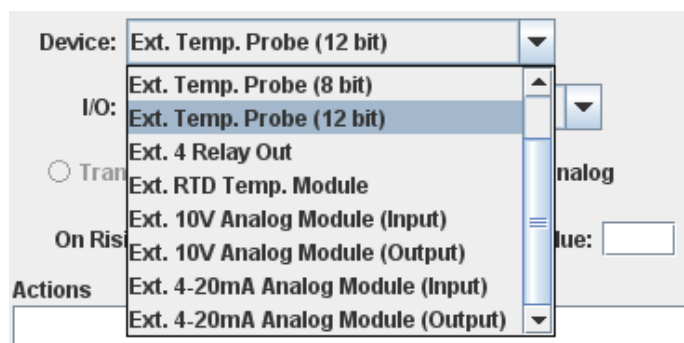 Device: Ext. Temp. Probe (12 bit)
Ext. Temp. Probe (8 bit)
I/O:
Ext. Temp. Probe (12 bit)
Ext. 4 Relay Out
Tran
nalog
Ext. RTD Temp. Module
Ext. 10V Analog Module (Input)
On Risi
lue:
Ext. 10V Analog Module (Output)
Actions
Ext. 4-20mA Analog Module (Input)
Ext. 4-20mA Analog Module (Output)